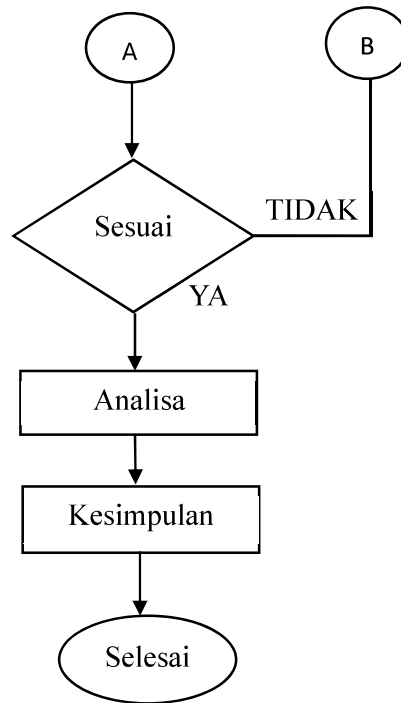 A
B
Sesuai
TIDAK
YA
Analisa
Kesimpulan
Selesai